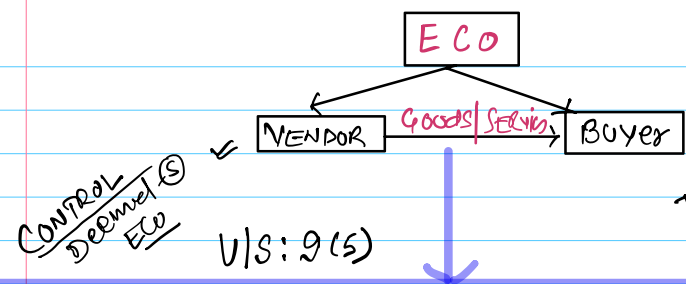 ECO
VENDOR Goods/Services Buyer
CONTROL
Deemed (S)
ECO
U/S: 9(5)